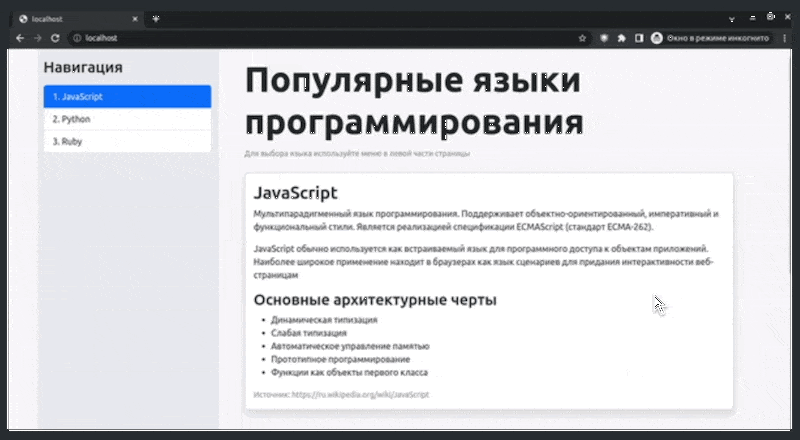 localhost
localhost
Окно в режиме инкогнито
Навигация
1. JavaScript
2. Python
3. Ruby
Популярные языки
программирования
Для выбора языка используйте меню в левой части страницы
JavaScript
Мультипарадигменный язык программирования. Поддерживает объектно-ориентированный, императивный и
функциональный стили. Является реализацией спецификации ECMAScript (стандарт ECMA-262).
JavaScript обычно используется как встраиваемый язык для программного доступа к объектам приложений.
Наиболее широкое применение находит в браузерах как язык сценариев для придания интерактивности веб-
страницам
Основные архитектурные черты
• Динамическая типизация
• Слабая типизация
• Автоматическое управление памятью
• Прототипное программирование
• Функции как объекты первого класса
Источник: https://ru.wikipedia.org/wiki/JavaScript